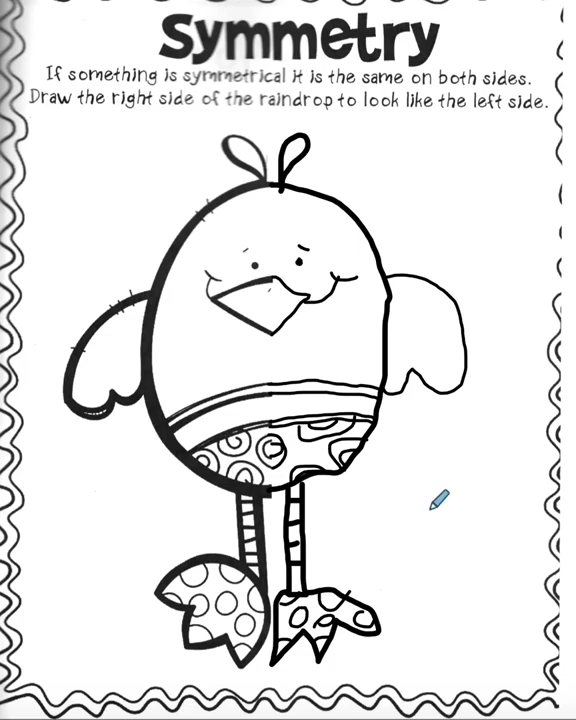 Symmetry
If something is symmetrical it is the same on both sides.
Draw the right side of the raindrop to look like the left side.